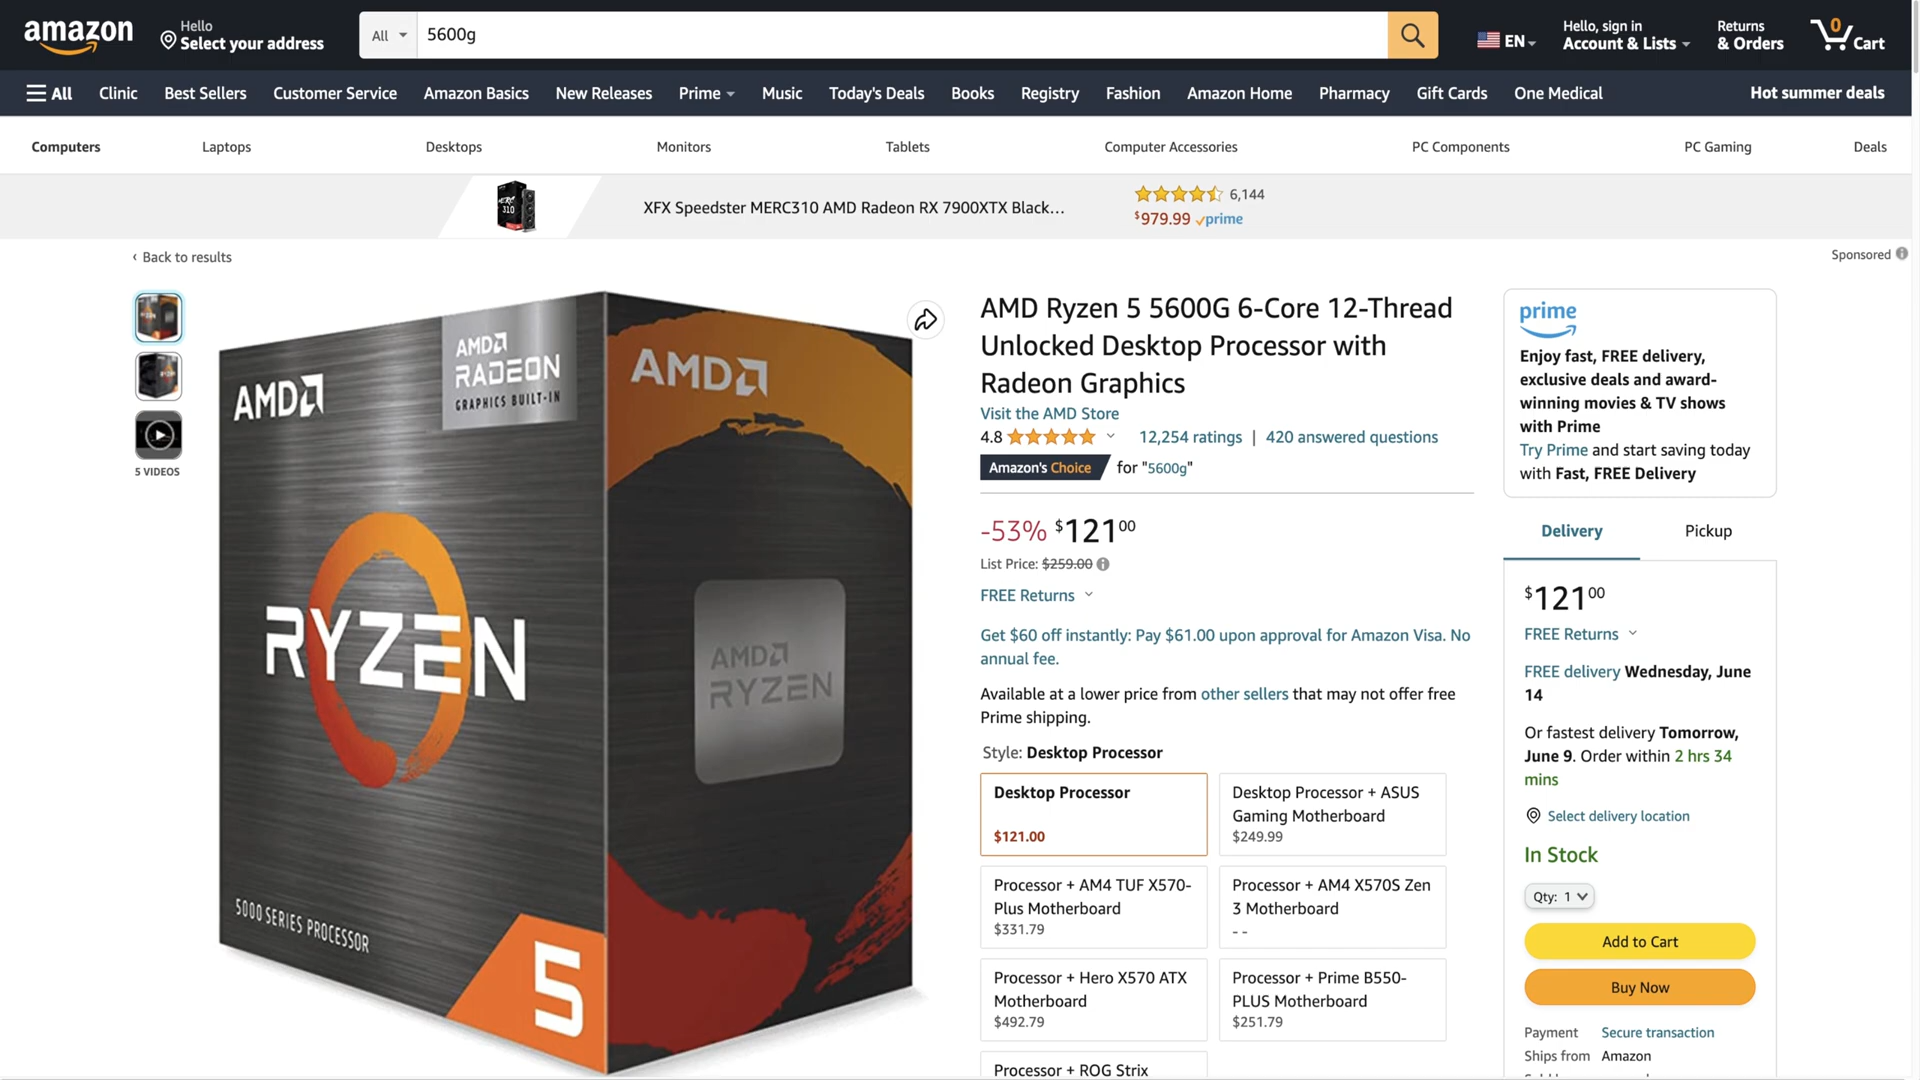 amazon
Hello
Select your address
All
5600g
EN
Hello, sign in
Account & Lists
Returns
& Orders
0
Cart
All
Clinic
Best Sellers
Customer Service
Amazon Basics
New Releases
Prime
Music
Today's Deals
Books
Registry
Fashion
Amazon Home
Pharmacy
Gift Cards
One Medical
Hot summer deals
Computers
Laptops
Desktops
Monitors
Tablets
Computer Accessories
PC Components
PC Gaming
Deals
XFX Speedster MERC310 AMD Radeon RX 7900XTX Black...
6,144
$979.99 prime
‹ Back to results
Sponsored
5 VIDEOS
AMD
AMD
RADEON
GRAPHICS BUILT-IN
AMD
RYZEN
AMD
RYZEN
5000 SERIES PROCESSOR
5
AMD Ryzen 5 5600G 6-Core 12-Thread
Unlocked Desktop Processor with
Radeon Graphics
Visit the AMD Store
4.8
12,254 ratings | 420 answered questions
Amazon's Choice for "5600g"
-53% $121 00
List Price: $259.00
FREE Returns
Get $60 off instantly: Pay $61.00 upon approval for Amazon Visa. No
annual fee.
Available at a lower price from other sellers that may not offer free
Prime shipping.
Style: Desktop Processor
Desktop Processor
$121.00
Desktop Processor + ASUS
Gaming Motherboard
$249.99
Processor + AM4 TUF X570-
Plus Motherboard
$331.79
Processor + AM4 X570S Zen
3 Motherboard
- -
Processor + Hero X570 ATX
Motherboard
$492.79
Processor + Prime B550-
PLUS Motherboard
$251.79
Processor + ROG Strix
prime
Enjoy fast, FREE delivery,
exclusive deals and award-
winning movies & TV shows
with Prime
Try Prime and start saving today
with Fast, FREE Delivery
Delivery
Pickup
$121 00
FREE Returns
FREE delivery Wednesday, June
14
Or fastest delivery Tomorrow,
June 9. Order within 2 hrs 34
mins
Select delivery location
In Stock
Qty: 1
Add to Cart
Buy Now
Payment Secure transaction
Ships from Amazon